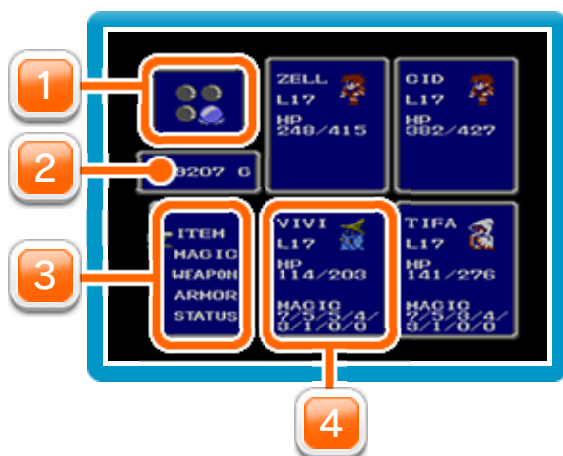 1
2
3
4
8207 G
ITEM
MAGIC
WEAPON
ARMOR
STATUS
ZELL
L17
HP
248/415
CID
L17
HP
382/427
VIVI
L17
HP
114/203
MAGIC
7/5/5/4/
3/1/0/0
TIFA
L17
HP
141/276
MAGIC
7/5/3/4/
3/1/0/0